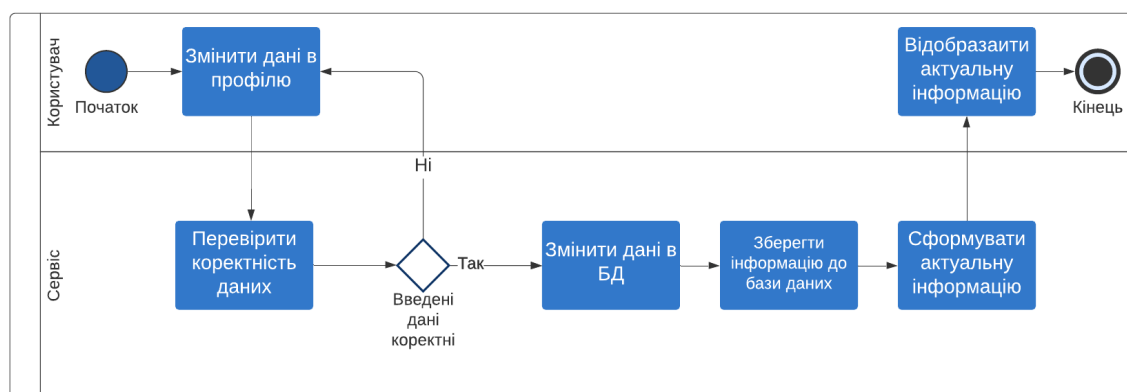 Користувач
Початок
Змінити дані в
профілю
Відобразаити
актуальну
інформацію
Кінець
Ні
Сервіс
Перевірити
коректність
даних
Введені
дані
коректні
Так
Змінити дані в
БД
Зберегти
інформацію до
бази даних
Сформувати
актуальну
інформацію